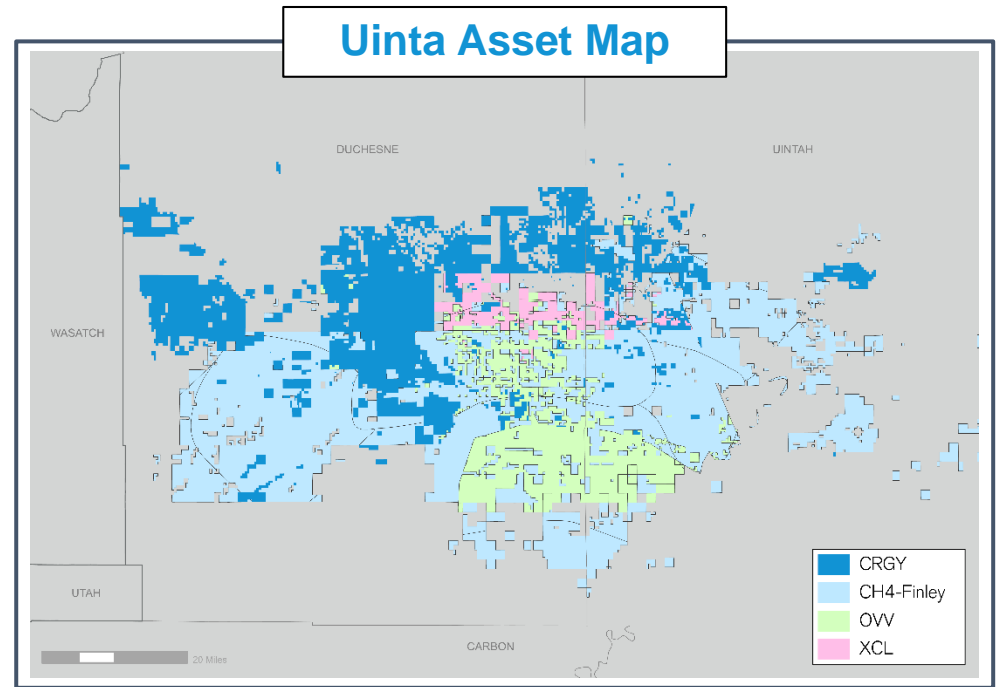 Uinta Asset Map
DUCHESNE
UINTAH
WASATCH
UTAH
CARBON
20 Miles
CRGY
CH4-Finley
OVV
XCL